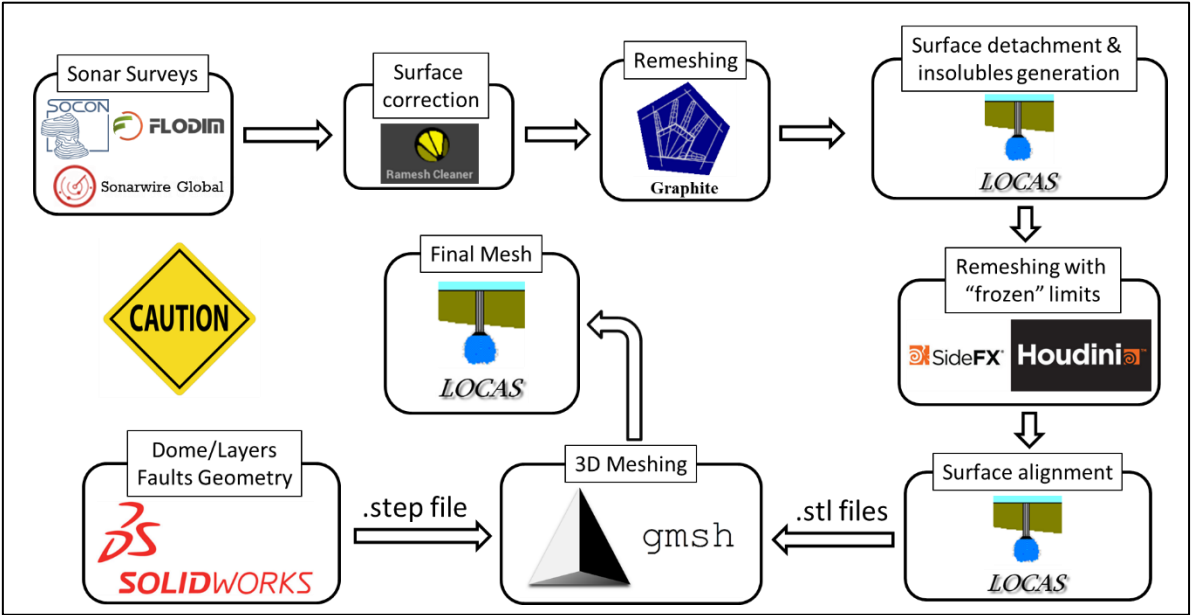 Sonar Surveys
SOCON
FLODIM
Sonarwire Global
Surface
correction
Ramesh Cleaner
Remeshing
Graphite
Surface detachment &
insolubles generation
LOCAS
Remeshing with
“frozen” limits
SideFX®
Houdini™
Surface alignment
LOCAS
.stl files
3D Meshing
gmsh
.step file
Dome/Layers
Faults Geometry
DS
SOLIDWORKS
Final Mesh
LOCAS
CAUTION